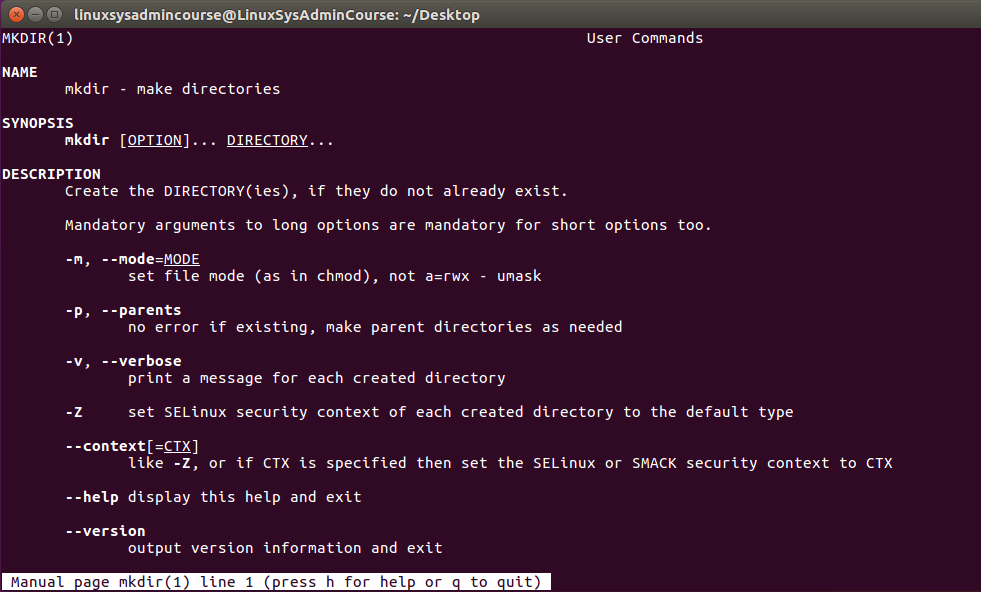 linuxsysadmincourse@LinuxSysAdminCourse: ~/Desktop
MKDIR(1) User Commands
NAME
mkdir - make directories
SYNOPSIS
mkdir [OPTION]... DIRECTORY...
DESCRIPTION
Create the DIRECTORY(ies), if they do not already exist.
Mandatory arguments to long options are mandatory for short options too.
-m, --mode=MODE
set file mode (as in chmod), not a=rwx - umask
-p, --parents
no error if existing, make parent directories as needed
-v, --verbose
print a message for each created directory
-Z set SELinux security context of each created directory to the default type
--context[=CTX]
like -Z, or if CTX is specified then set the SELinux or SMACK security context to CTX
--help display this help and exit
--version
output version information and exit
Manual page mkdir(1) line 1 (press h for help or q to quit)